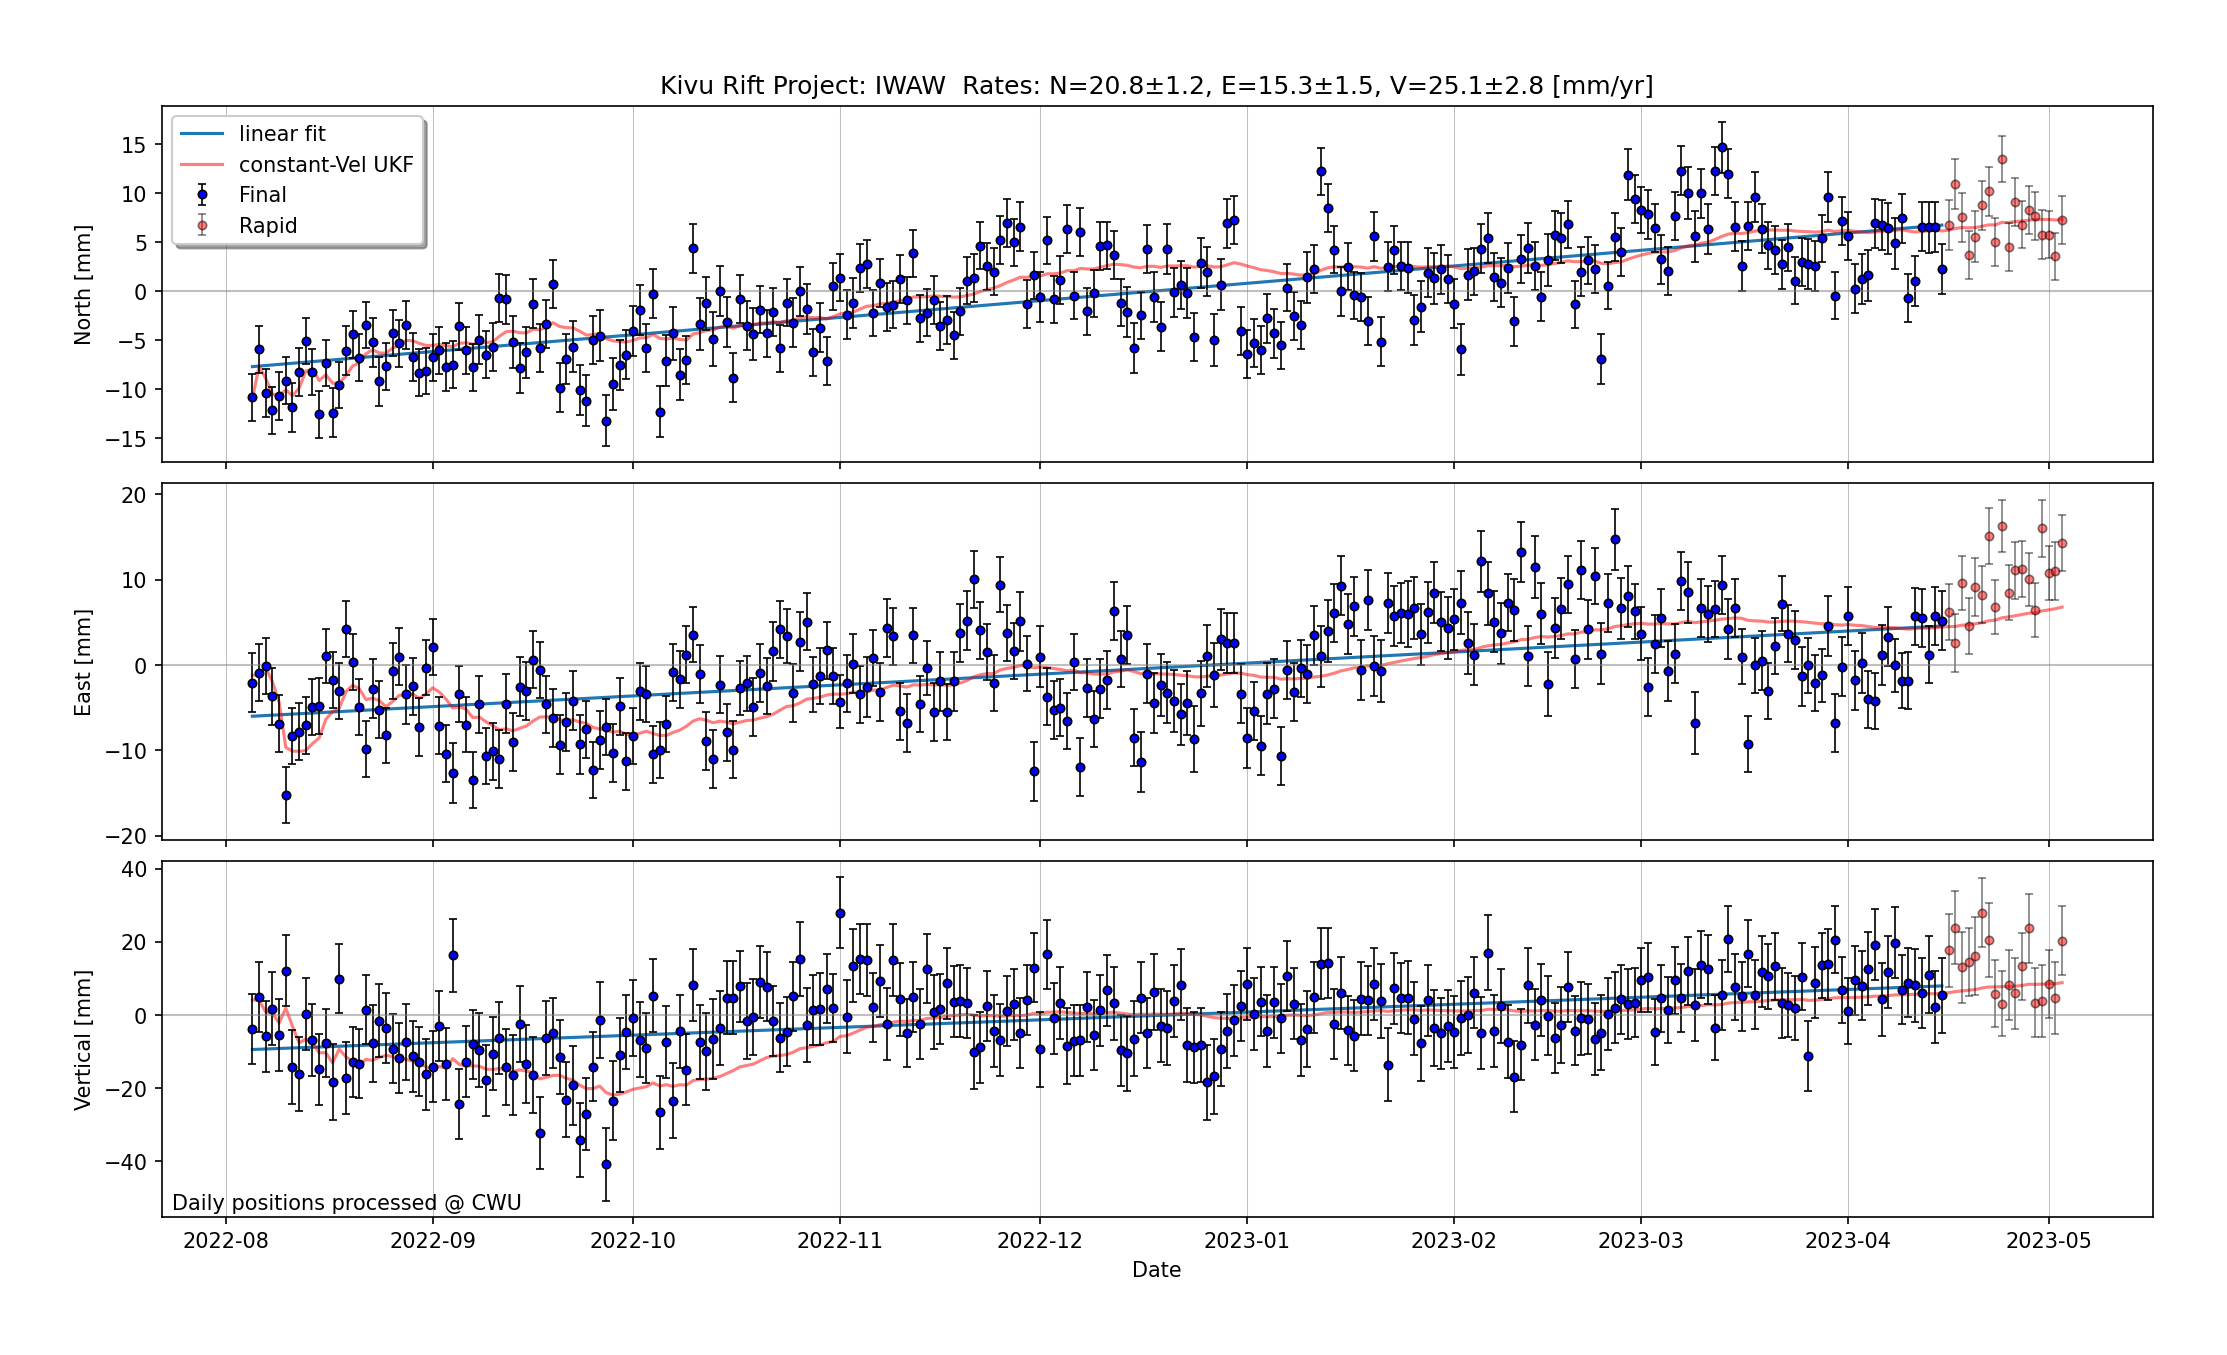 Kivu Rift Project: IWAW  Rates: N=20.8±1.2, E=15.3±1.5, V=25.1±2.8 [mm/yr]
linear fit
constant-Vel UKF
Final
Rapid
North [mm]
15
10
5
0
−5
−10
−15
East [mm]
20
10
0
−10
−20
Vertical [mm]
40
20
0
−20
−40
Daily positions processed @ CWU
2022-08 2022-09 2022-10 2022-11 2022-12 2023-01 2023-02 2023-03 2023-04 2023-05
Date